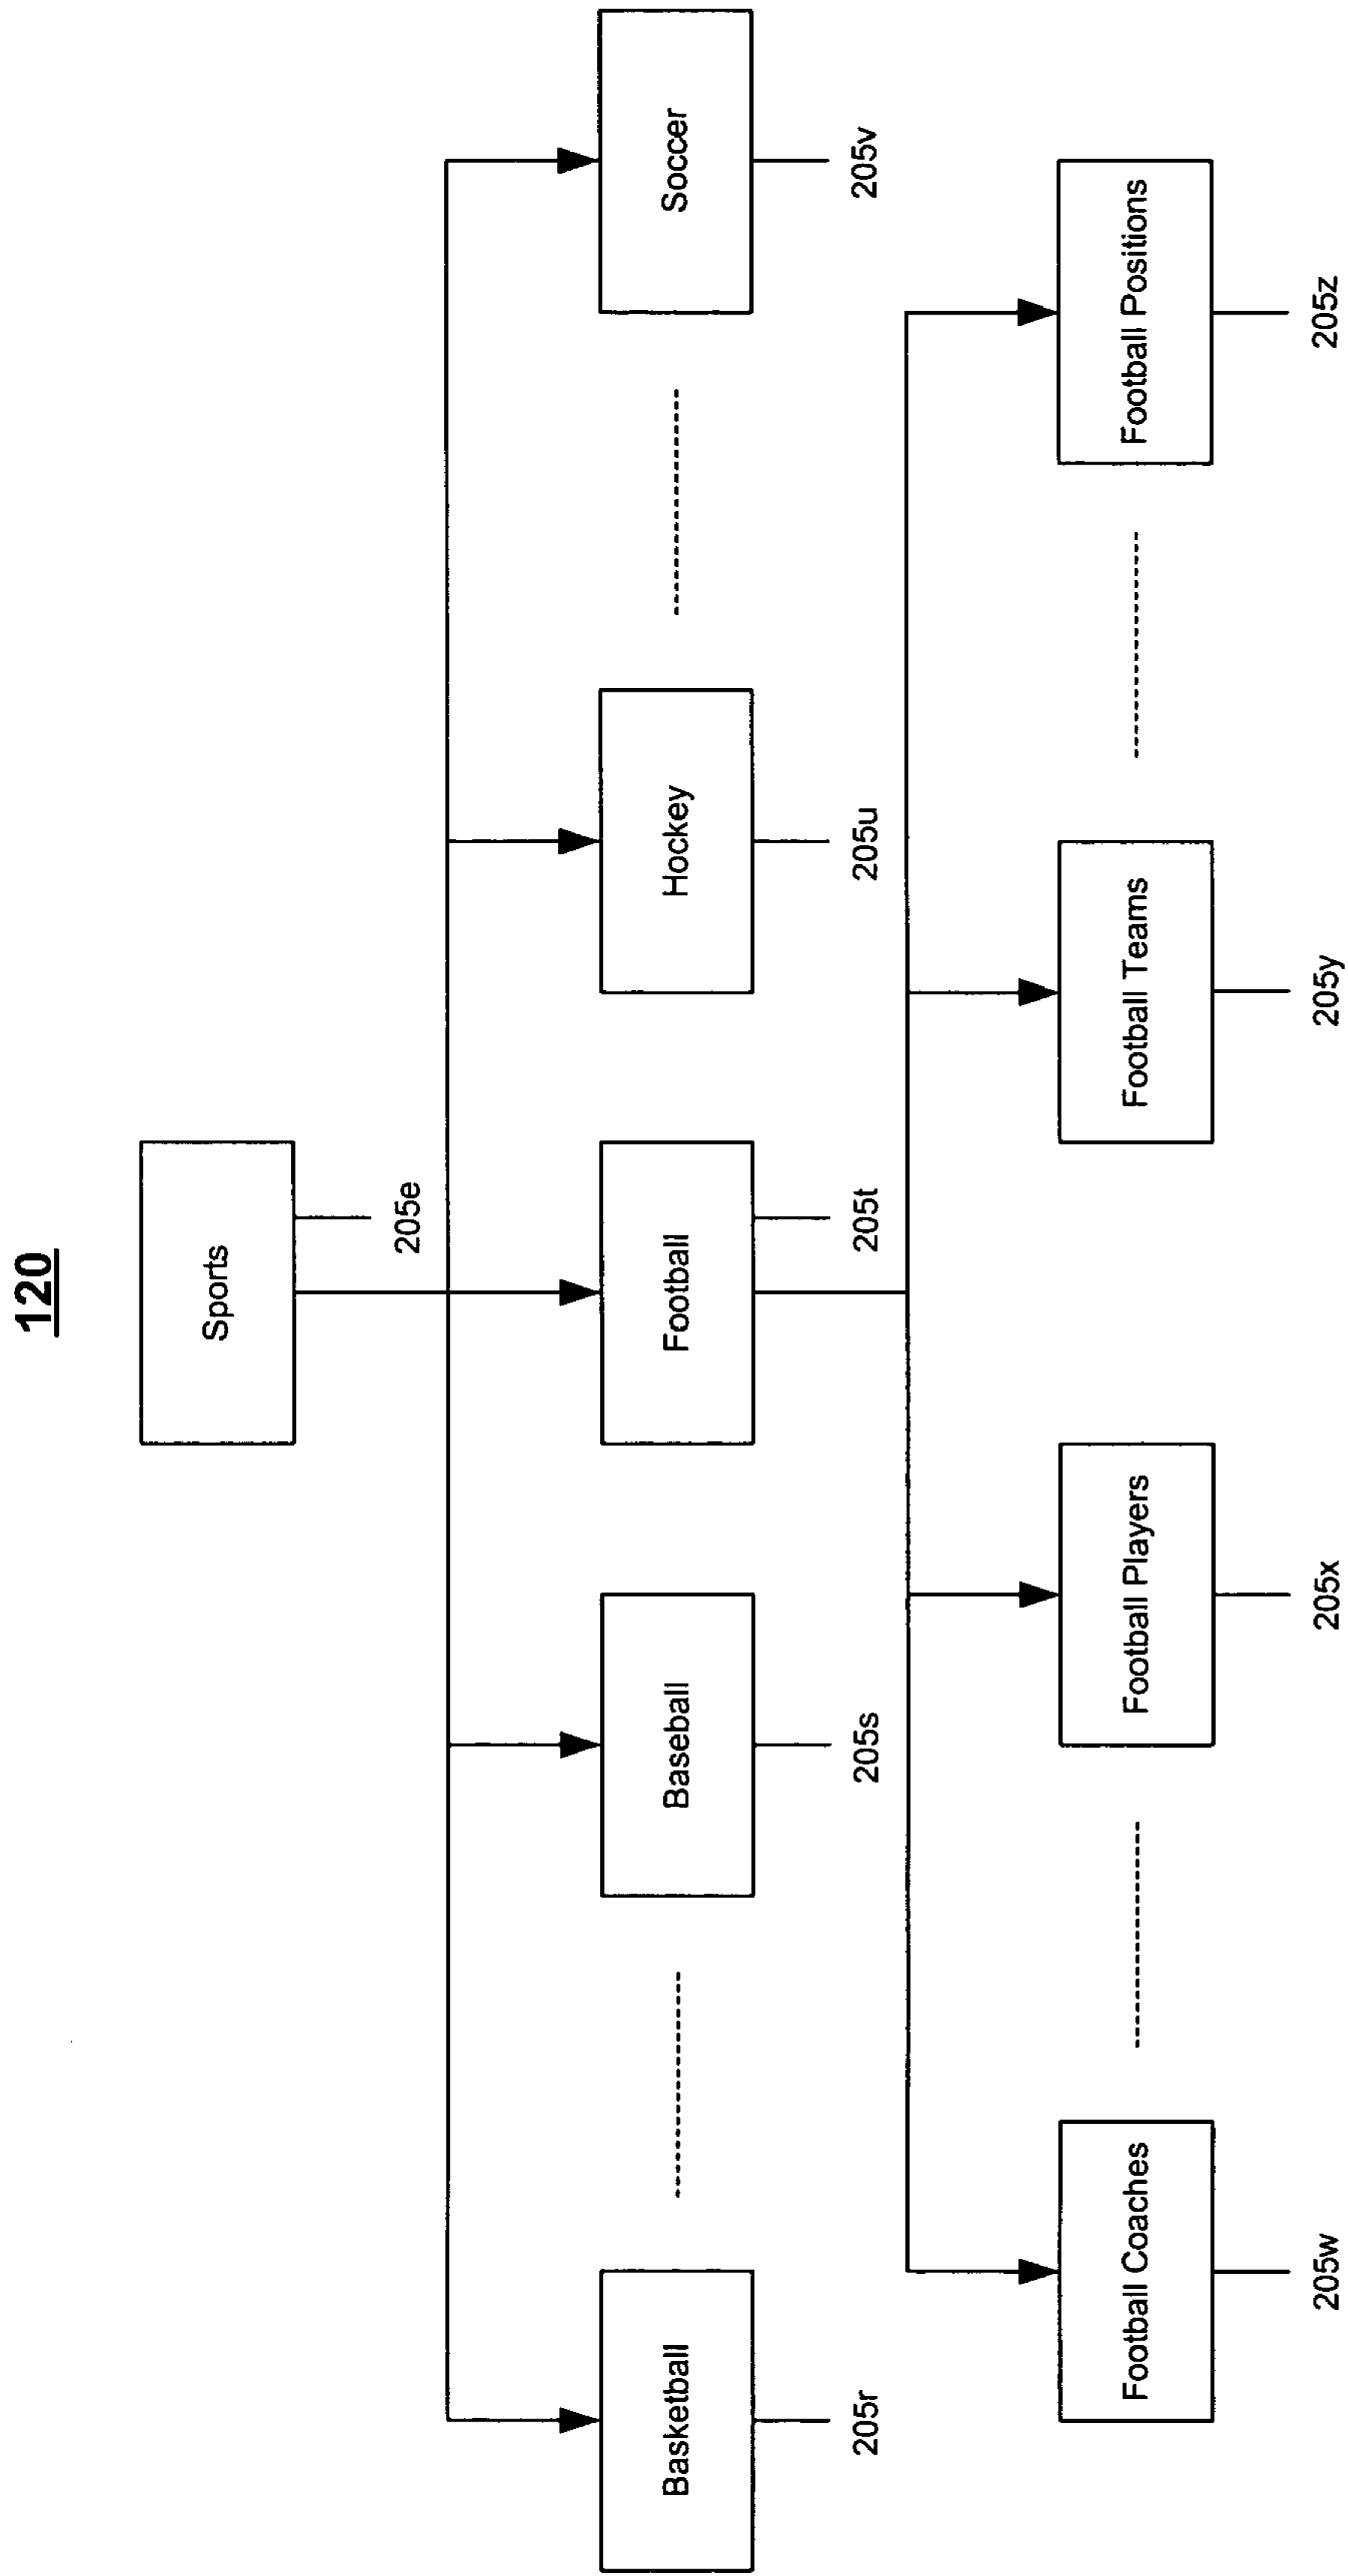 120
Sports
205e
Basketball
Baseball
Football
Hockey
Soccer
205r
205s
205t
205u
205v
Football Coaches
Football Players
Football Teams
Football Positions
205w
205x
205y
205z